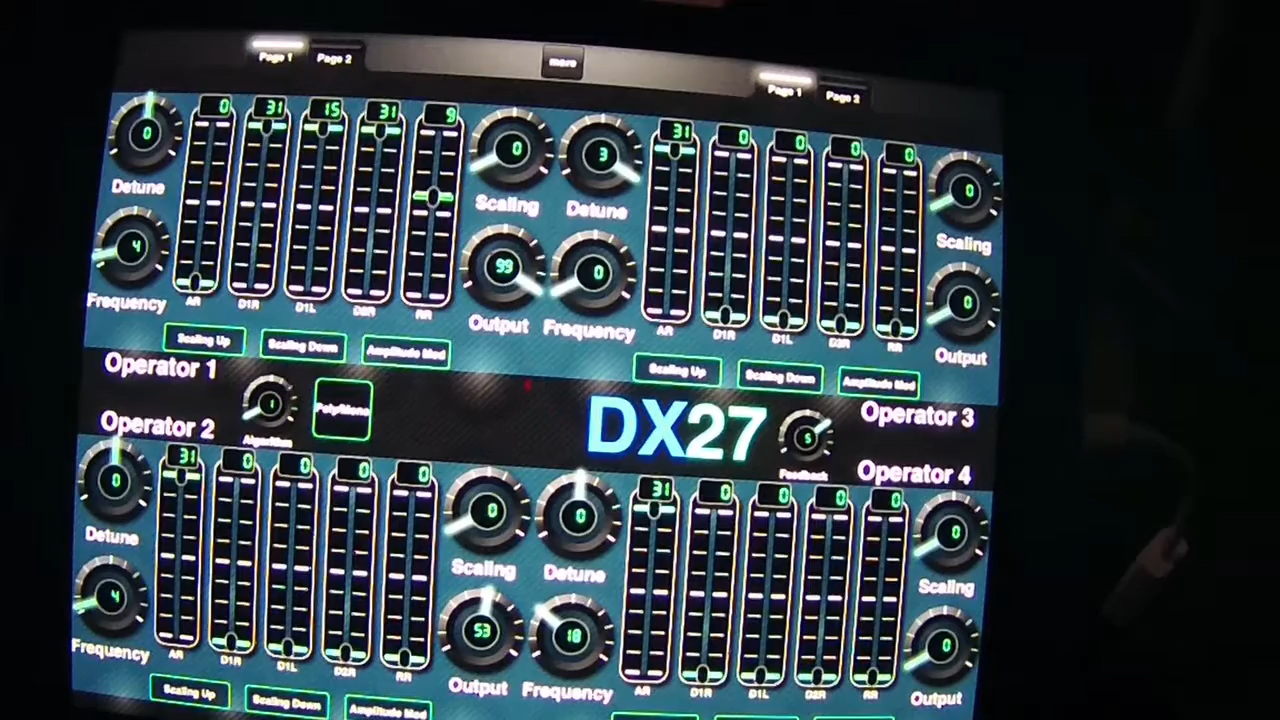 Page 1 Page 2 more Page 1 Page 2
0 31 15 31 9 31 0 0 0 0
0 0 3 0
Detune Scaling Detune Scaling
4 99 0 0
Frequency AR D1R D1L D2R RR Output Frequency AR D1R D1L D2R RR Output
Scaling Up Scaling Down Amplitude Mod Scaling Up Scaling Down Amplitude Mod
Operator 1 1 Poly/Mono DX27 5 Operator 3
Operator 2 Algorithm Feedback Operator 4
31 0 0 0 0 31 0 0 0 0
0 0 0 0
Detune Scaling Detune Scaling
4 53 18 0
Frequency AR D1R D1L D2R RR Output Frequency AR D1R D1L D2R RR Output
Scaling Up Scaling Down Amplitude Mod